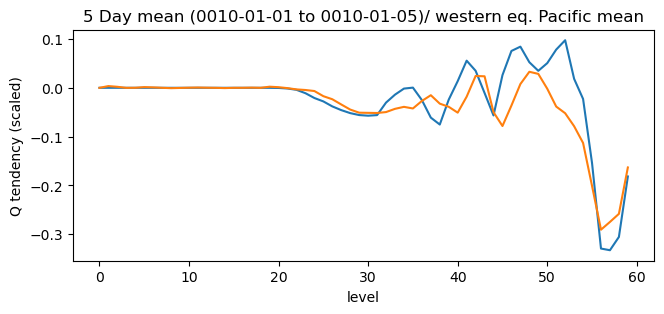 5 Day mean (0010-01-01 to 0010-01-05)/ western eq. Pacific mean
0.1
0.0
−0.1
−0.2
−0.3
Q tendency (scaled)
0 10 20 30 40 50 60
level